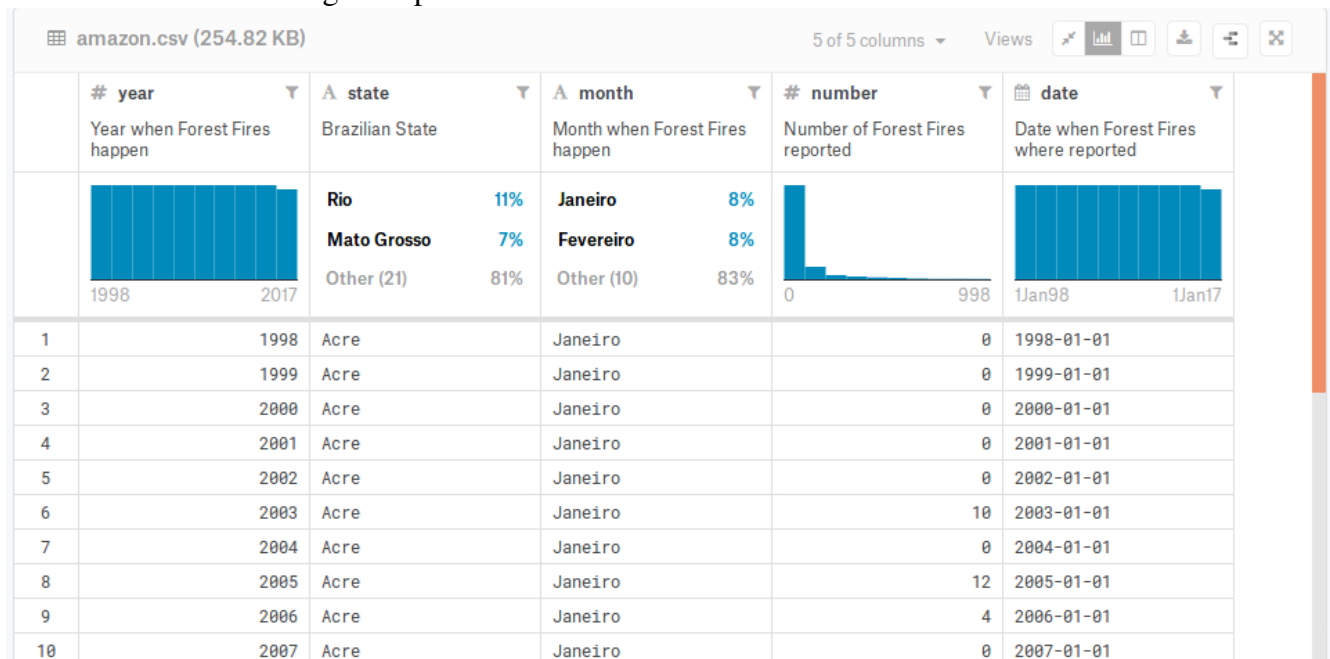 amazon.csv (254.82 KB) 5 of 5 columns Views
# year A state A month # number date
Year when Forest Fires happen Brazilian State Month when Forest Fires happen Number of Forest Fires reported Date when Forest Fires where reported
Rio 11% Janeiro 8%
Mato Grosso 7% Fevereiro 8%
Other (21) 81% Other (10) 83%
1998 2017 0 998 1Jan98 1Jan17
1 1998 Acre Janeiro 0 1998-01-01
2 1999 Acre Janeiro 0 1999-01-01
3 2000 Acre Janeiro 0 2000-01-01
4 2001 Acre Janeiro 0 2001-01-01
5 2002 Acre Janeiro 0 2002-01-01
6 2003 Acre Janeiro 10 2003-01-01
7 2004 Acre Janeiro 0 2004-01-01
8 2005 Acre Janeiro 12 2005-01-01
9 2006 Acre Janeiro 4 2006-01-01
10 2007 Acre Janeiro 0 2007-01-01